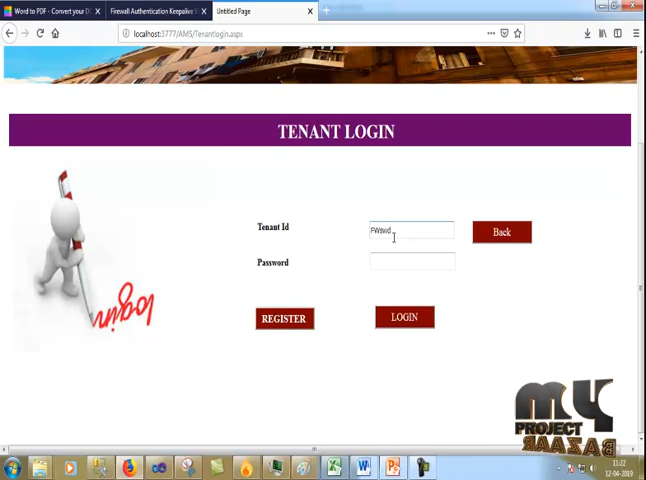 Word to PDF - Convert your D
Firewall Authentication Keepalive
Untitled Page
localhost:3777/AMS/Tenantlogin.aspx
TENANT LOGIN
Tenant Id
FWswd
Back
Password
login
REGISTER
LOGIN
MY
PROJECT
BAZAAR
11:22
12-04-2019